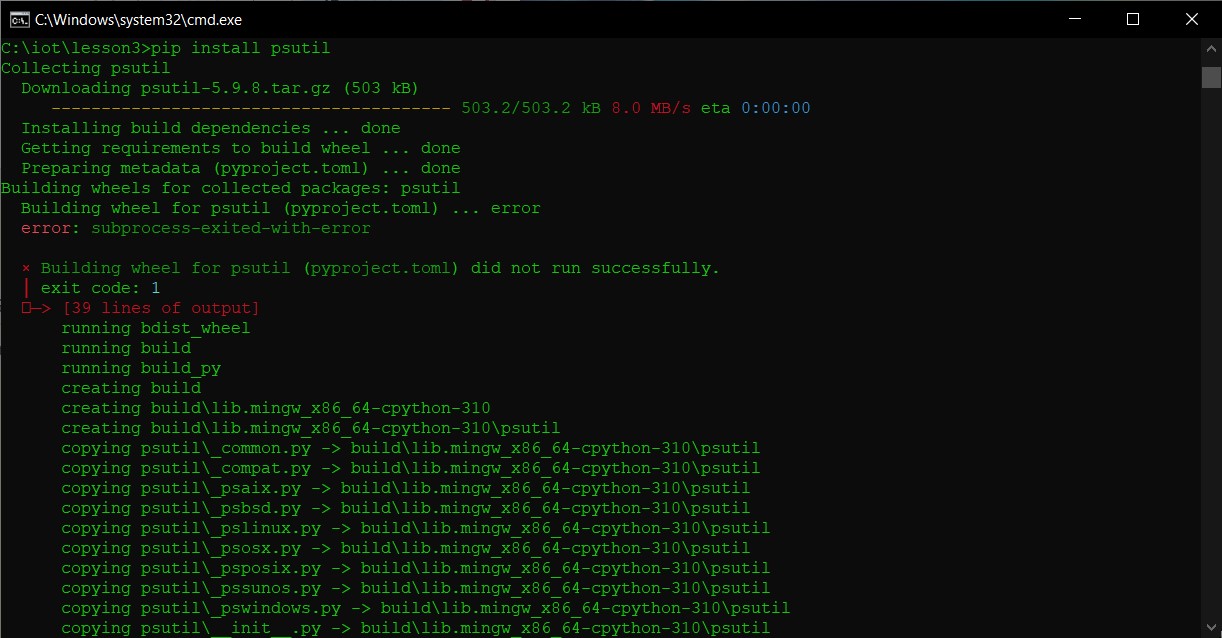 C:\Windows\system32\cmd.exe
C:\iot\lesson3>pip install psutil
Collecting psutil
Downloading psutil-5.9.8.tar.gz (503 kB)
---------------------------------------- 503.2/503.2 kB 8.0 MB/s eta 0:00:00
Installing build dependencies ... done
Getting requirements to build wheel ... done
Preparing metadata (pyproject.toml) ... done
Building wheels for collected packages: psutil
Building wheel for psutil (pyproject.toml) ... error
error: subprocess-exited-with-error
× Building wheel for psutil (pyproject.toml) did not run successfully.
│ exit code: 1
□─> [39 lines of output]
running bdist_wheel
running build
running build_py
creating build
creating build\lib.mingw_x86_64-cpython-310
creating build\lib.mingw_x86_64-cpython-310\psutil
copying psutil\_common.py -> build\lib.mingw_x86_64-cpython-310\psutil
copying psutil\_compat.py -> build\lib.mingw_x86_64-cpython-310\psutil
copying psutil\_psaix.py -> build\lib.mingw_x86_64-cpython-310\psutil
copying psutil\_psbsd.py -> build\lib.mingw_x86_64-cpython-310\psutil
copying psutil\_pslinux.py -> build\lib.mingw_x86_64-cpython-310\psutil
copying psutil\_psosx.py -> build\lib.mingw_x86_64-cpython-310\psutil
copying psutil\_psposix.py -> build\lib.mingw_x86_64-cpython-310\psutil
copying psutil\_pssunos.py -> build\lib.mingw_x86_64-cpython-310\psutil
copying psutil\_pswindows.py -> build\lib.mingw_x86_64-cpython-310\psutil
copying psutil\__init__.py -> build\lib.mingw_x86_64-cpython-310\psutil